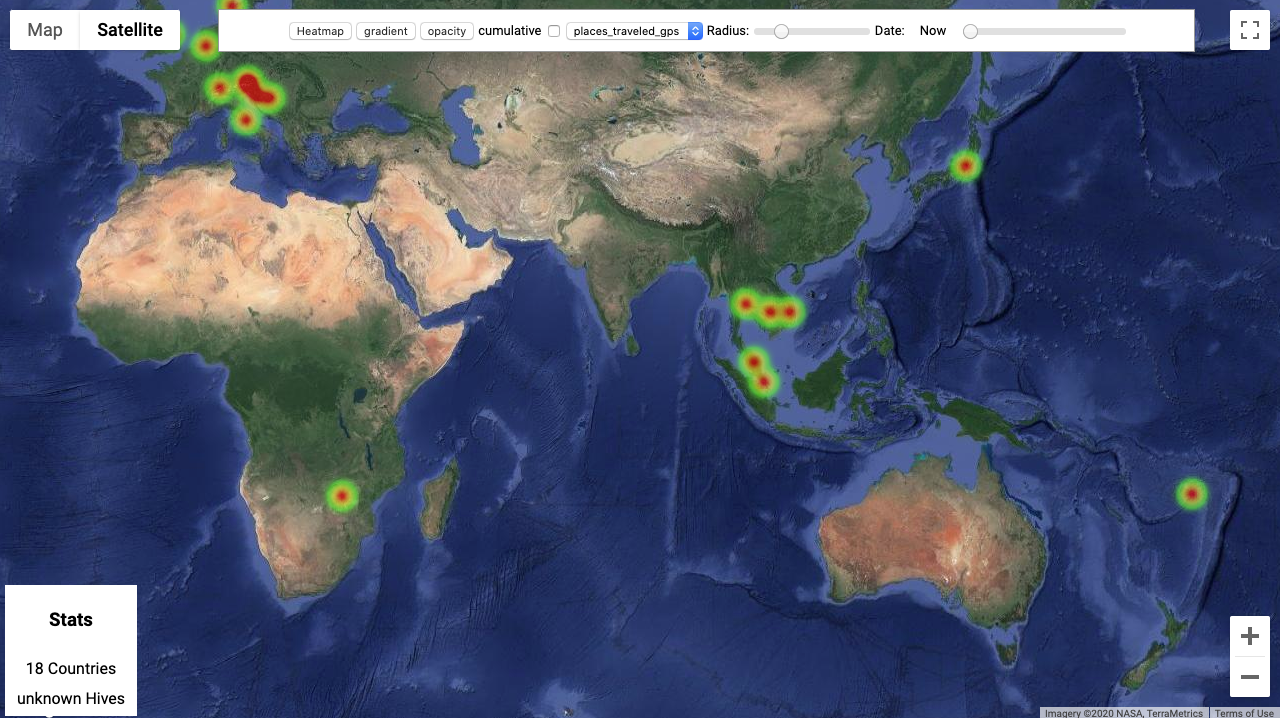 Map Satellite
Heatmap gradient opacity cumulative places_traveled_gps Radius: Date: Now
Stats
18 Countries
unknown Hives
Imagery ©2020 NASA, TerraMetrics Terms of Use